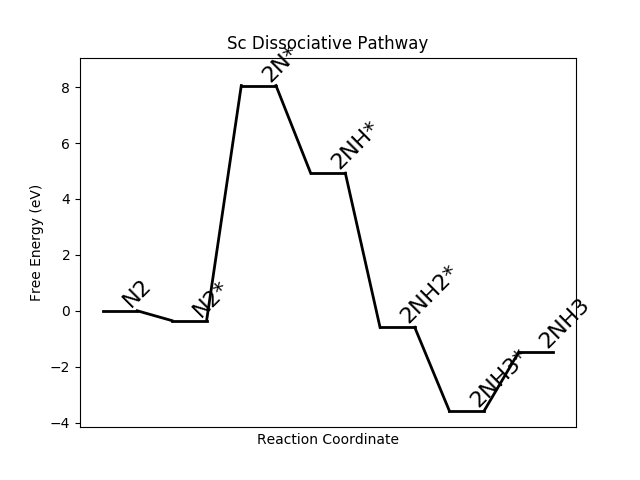 Sc Dissociative Pathway
Free Energy (eV)
8
6
4
2
0
−2
−4
N2
N2*
2N*
2NH*
2NH2*
2NH3*
2NH3
Reaction Coordinate